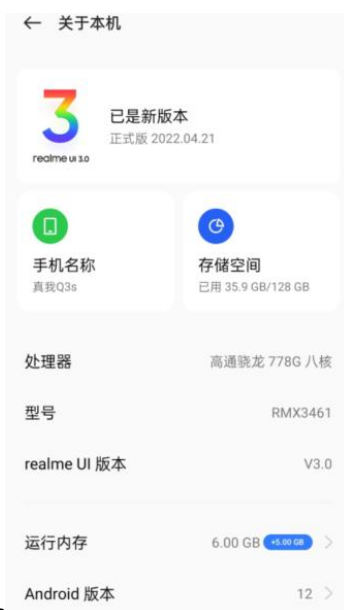 ← 关于本机
3
realme UI 3.0
已是新版本
正式版 2022.04.21
手机名称
真我Q3s
存储空间
已用 35.9 GB/128 GB
处理器
高通骁龙 778G 八核
型号
RMX3461
realme UI 版本
V3.0
运行内存
6.00 GB +5.00 GB
Android 版本
12